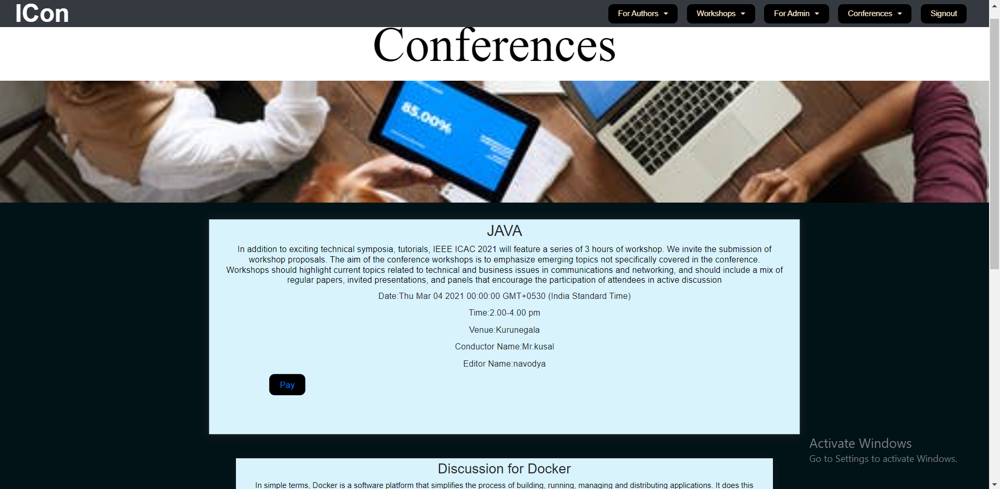 ICon
For Authors
Workshops
For Admin
Conferences
Signout
Conferences
85.00%
JAVA
In addition to exciting technical symposia, tutorials, IEEE ICAC 2021 will feature a series of 3 hours of workshop. We invite the submission of
workshop proposals. The aim of the conference workshops is to emphasize emerging topics not specifically covered in the conference.
Workshops should highlight current topics related to technical and business issues in communications and networking, and should include a mix of
regular papers, invited presentations, and panels that encourage the participation of attendees in active discussion
Date:Thu Mar 04 2021 00:00:00 GMT+0530 (India Standard Time)
Time:2.00-4.00 pm
Venue:Kurunegala
Conductor Name:Mr.kusal
Editor Name:navodya
Pay
Activate Windows
Go to Settings to activate Windows.
Discussion for Docker
In simple terms, Docker is a software platform that simplifies the process of building, running, managing and distributing applications. It does this